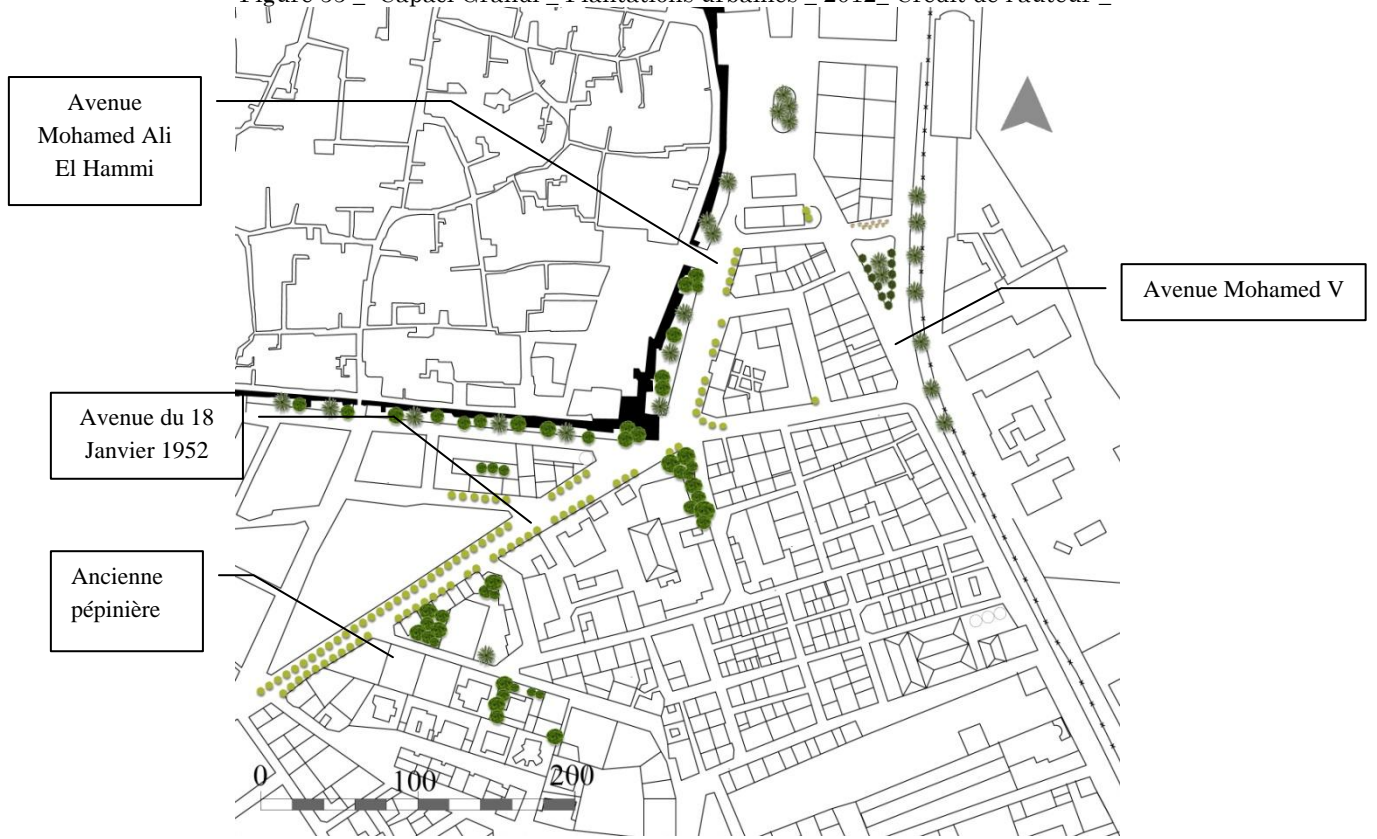 Avenue
Mohamed Ali
El Hammi
Avenue Mohamed V
Avenue du 18
Janvier 1952
Ancienne
pépinière
0 100 200